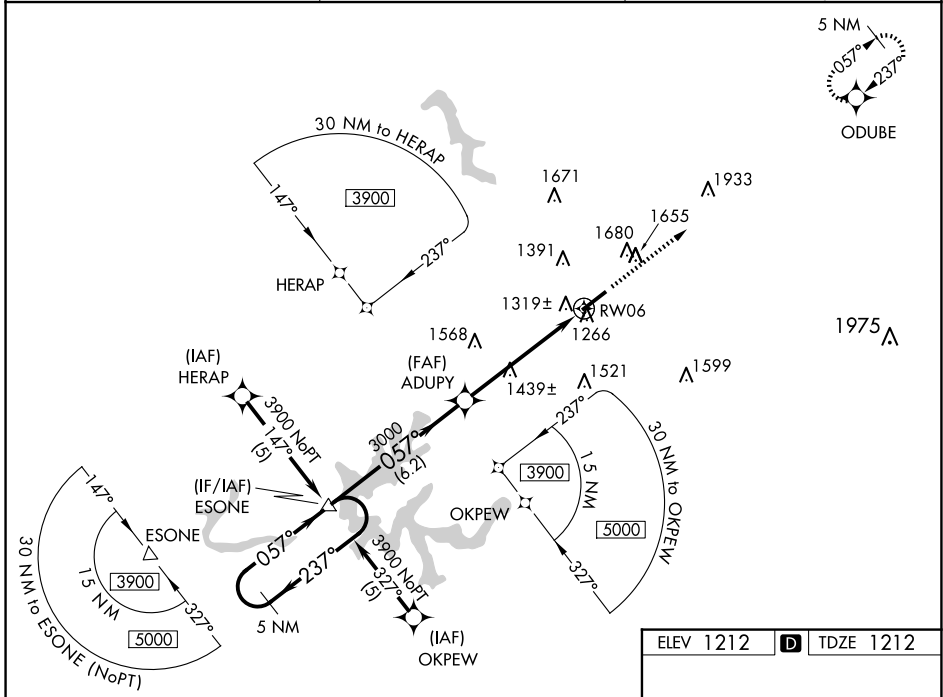 5 NM
057°
237°
ODUBE
30 NM to HERAP
3900
147°
237°
HERAP
1671
1933
1655
1680
1391
1319±
RW06
1266
1568
1975
(FAF)
ADUPY
1439±
1521
1599
(IAF)
HERAP
3900 NoPT
147°
(5)
3000
057°
(6.2)
237°
15 NM
3900
30 NM to OKPEW
5000
OKPEW
327°
(IF/IAF)
ESONE
147°
ESONE
3900
15 NM
327°
5000
30 NM to ESONE (NoPT)
057°
237°
5 NM
3900 NoPT
327°
(5)
(IAF)
OKPEW
ELEV 1212 D TDZE 1212